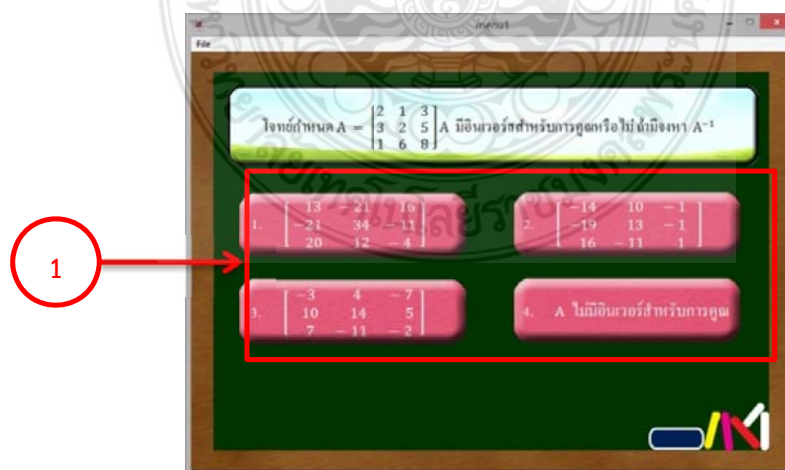 menu1
File
โจทย์กำหนด A = [2 1 3 A มีอินเวอร์สสำหรับการคูณหรือไม่ ถ้ามีจงหา A⁻¹
3 2 5
1 6 8]
1. [13 −21 16
−21 34 −11
20 12 −4]
2. [−14 10 −1
−19 13 −1
16 −11 1]
3. [−3 4 −7
10 14 5
7 −11 −2]
4. A ไม่มีอินเวอร์สำหรับการคูณ
1